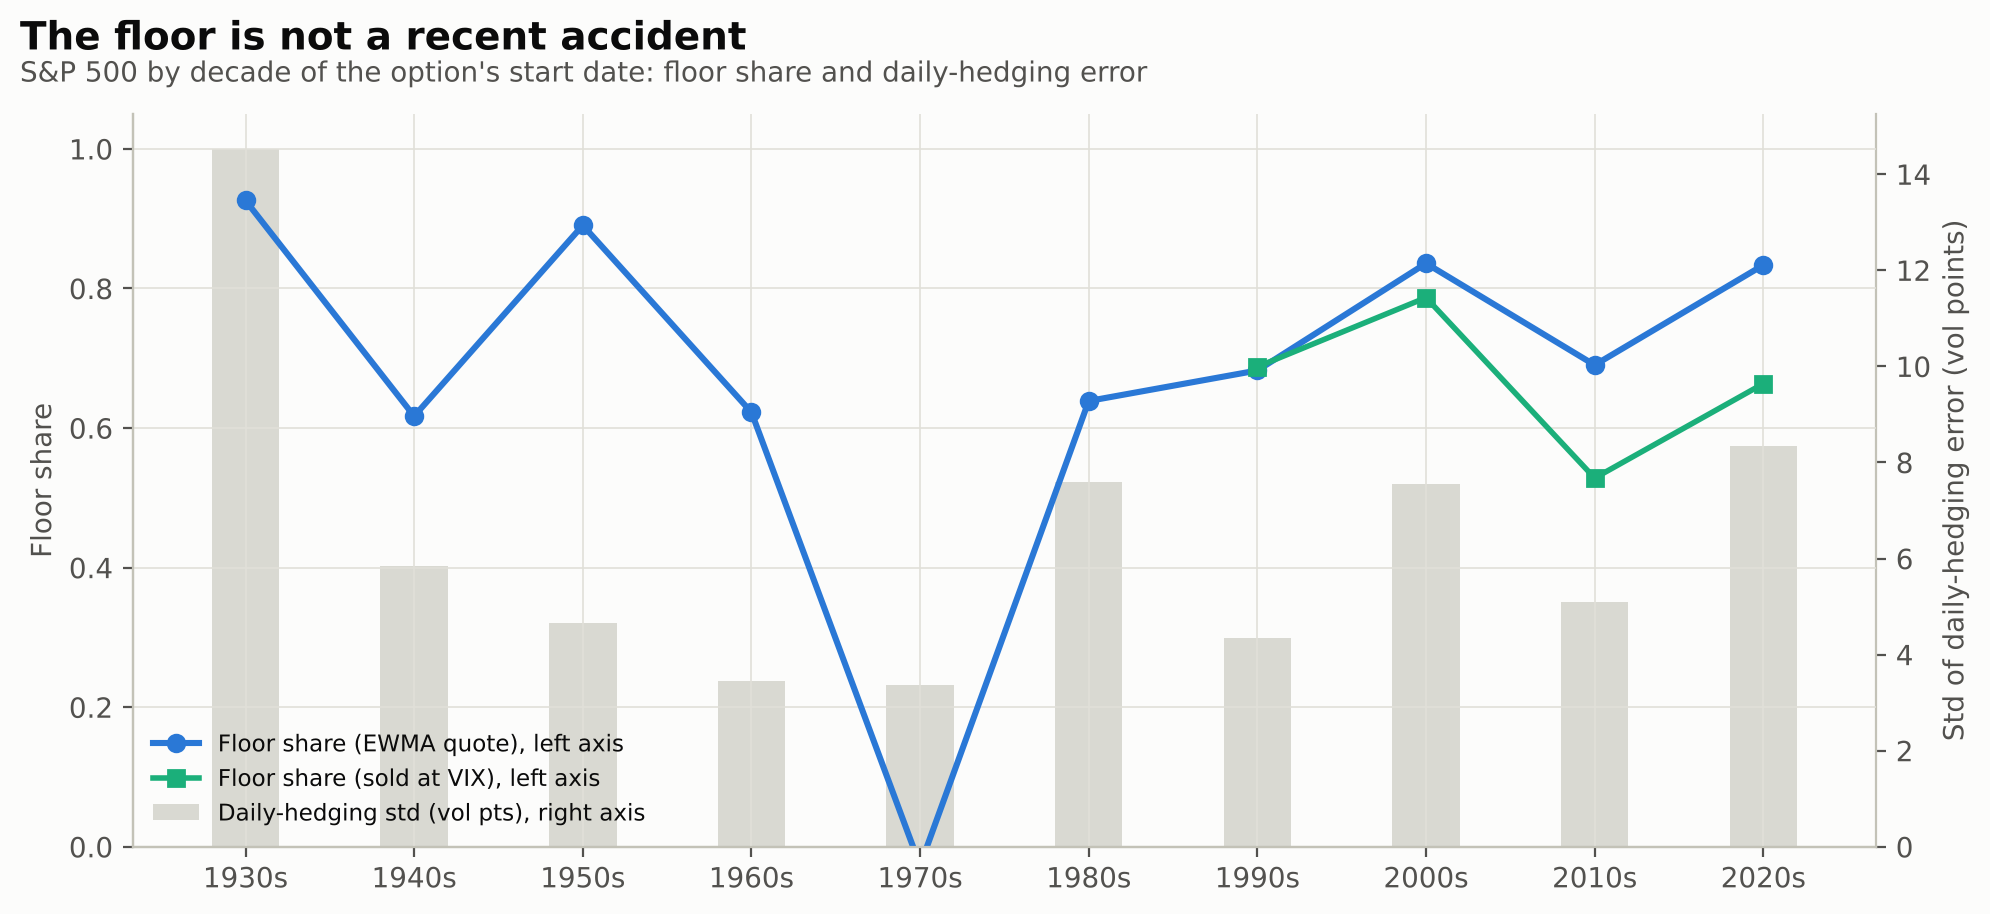 The floor is not a recent accident
S&P 500 by decade of the option's start date: floor share and daily-hedging error
Floor share
1.0
0.8
0.6
0.4
0.2
0.0
Floor share (EWMA quote), left axis
Floor share (sold at VIX), left axis
Daily-hedging std (vol pts), right axis
1930s 1940s 1950s 1960s 1970s 1980s 1990s 2000s 2010s 2020s
14
12
10
8
6
4
2
0
Std of daily-hedging error (vol points)